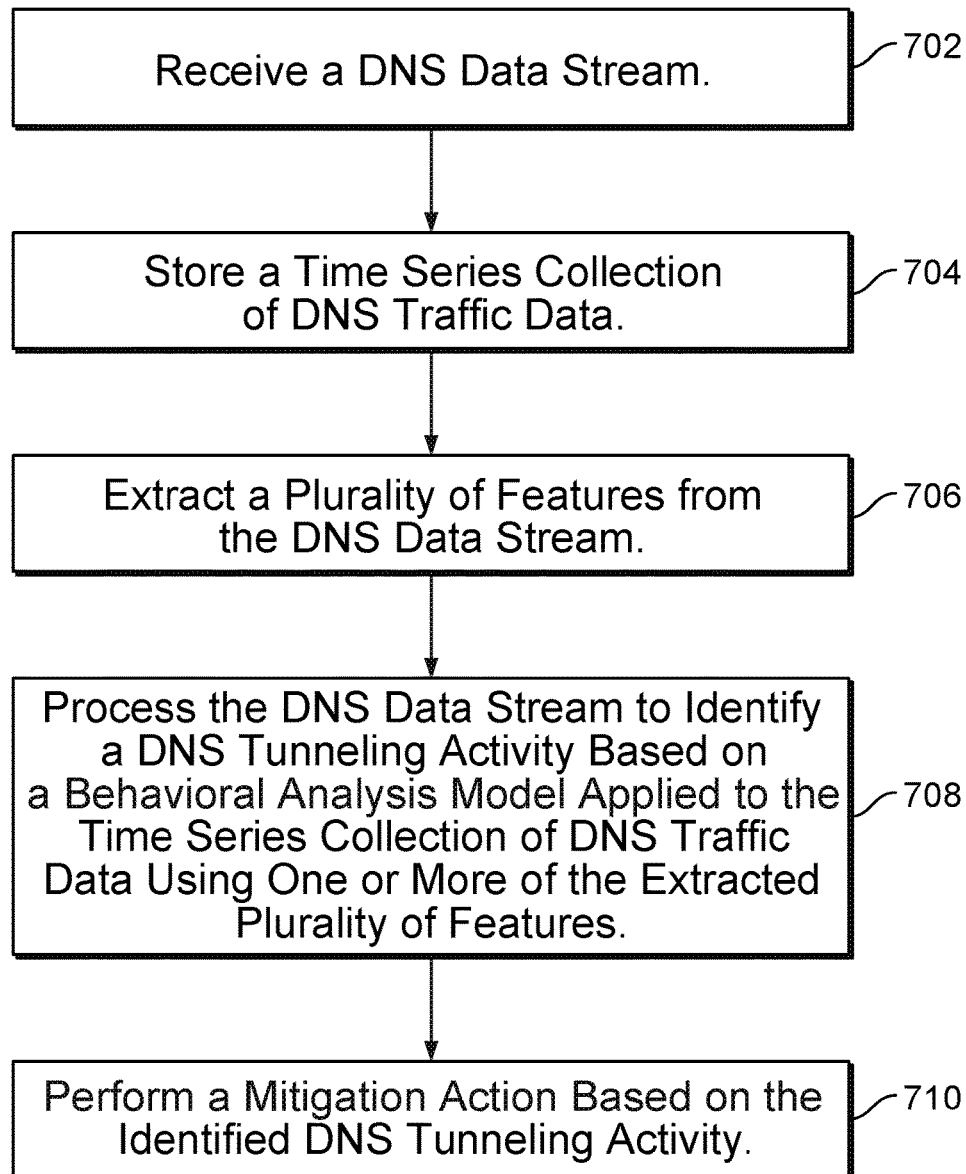 Receive a DNS Data Stream.
702
Store a Time Series Collection
of DNS Traffic Data.
704
Extract a Plurality of Features from
the DNS Data Stream.
706
Process the DNS Data Stream to Identify
a DNS Tunneling Activity Based on
a Behavioral Analysis Model Applied to the
Time Series Collection of DNS Traffic
Data Using One or More of the Extracted
Plurality of Features.
708
Perform a Mitigation Action Based on the
Identified DNS Tunneling Activity.
710